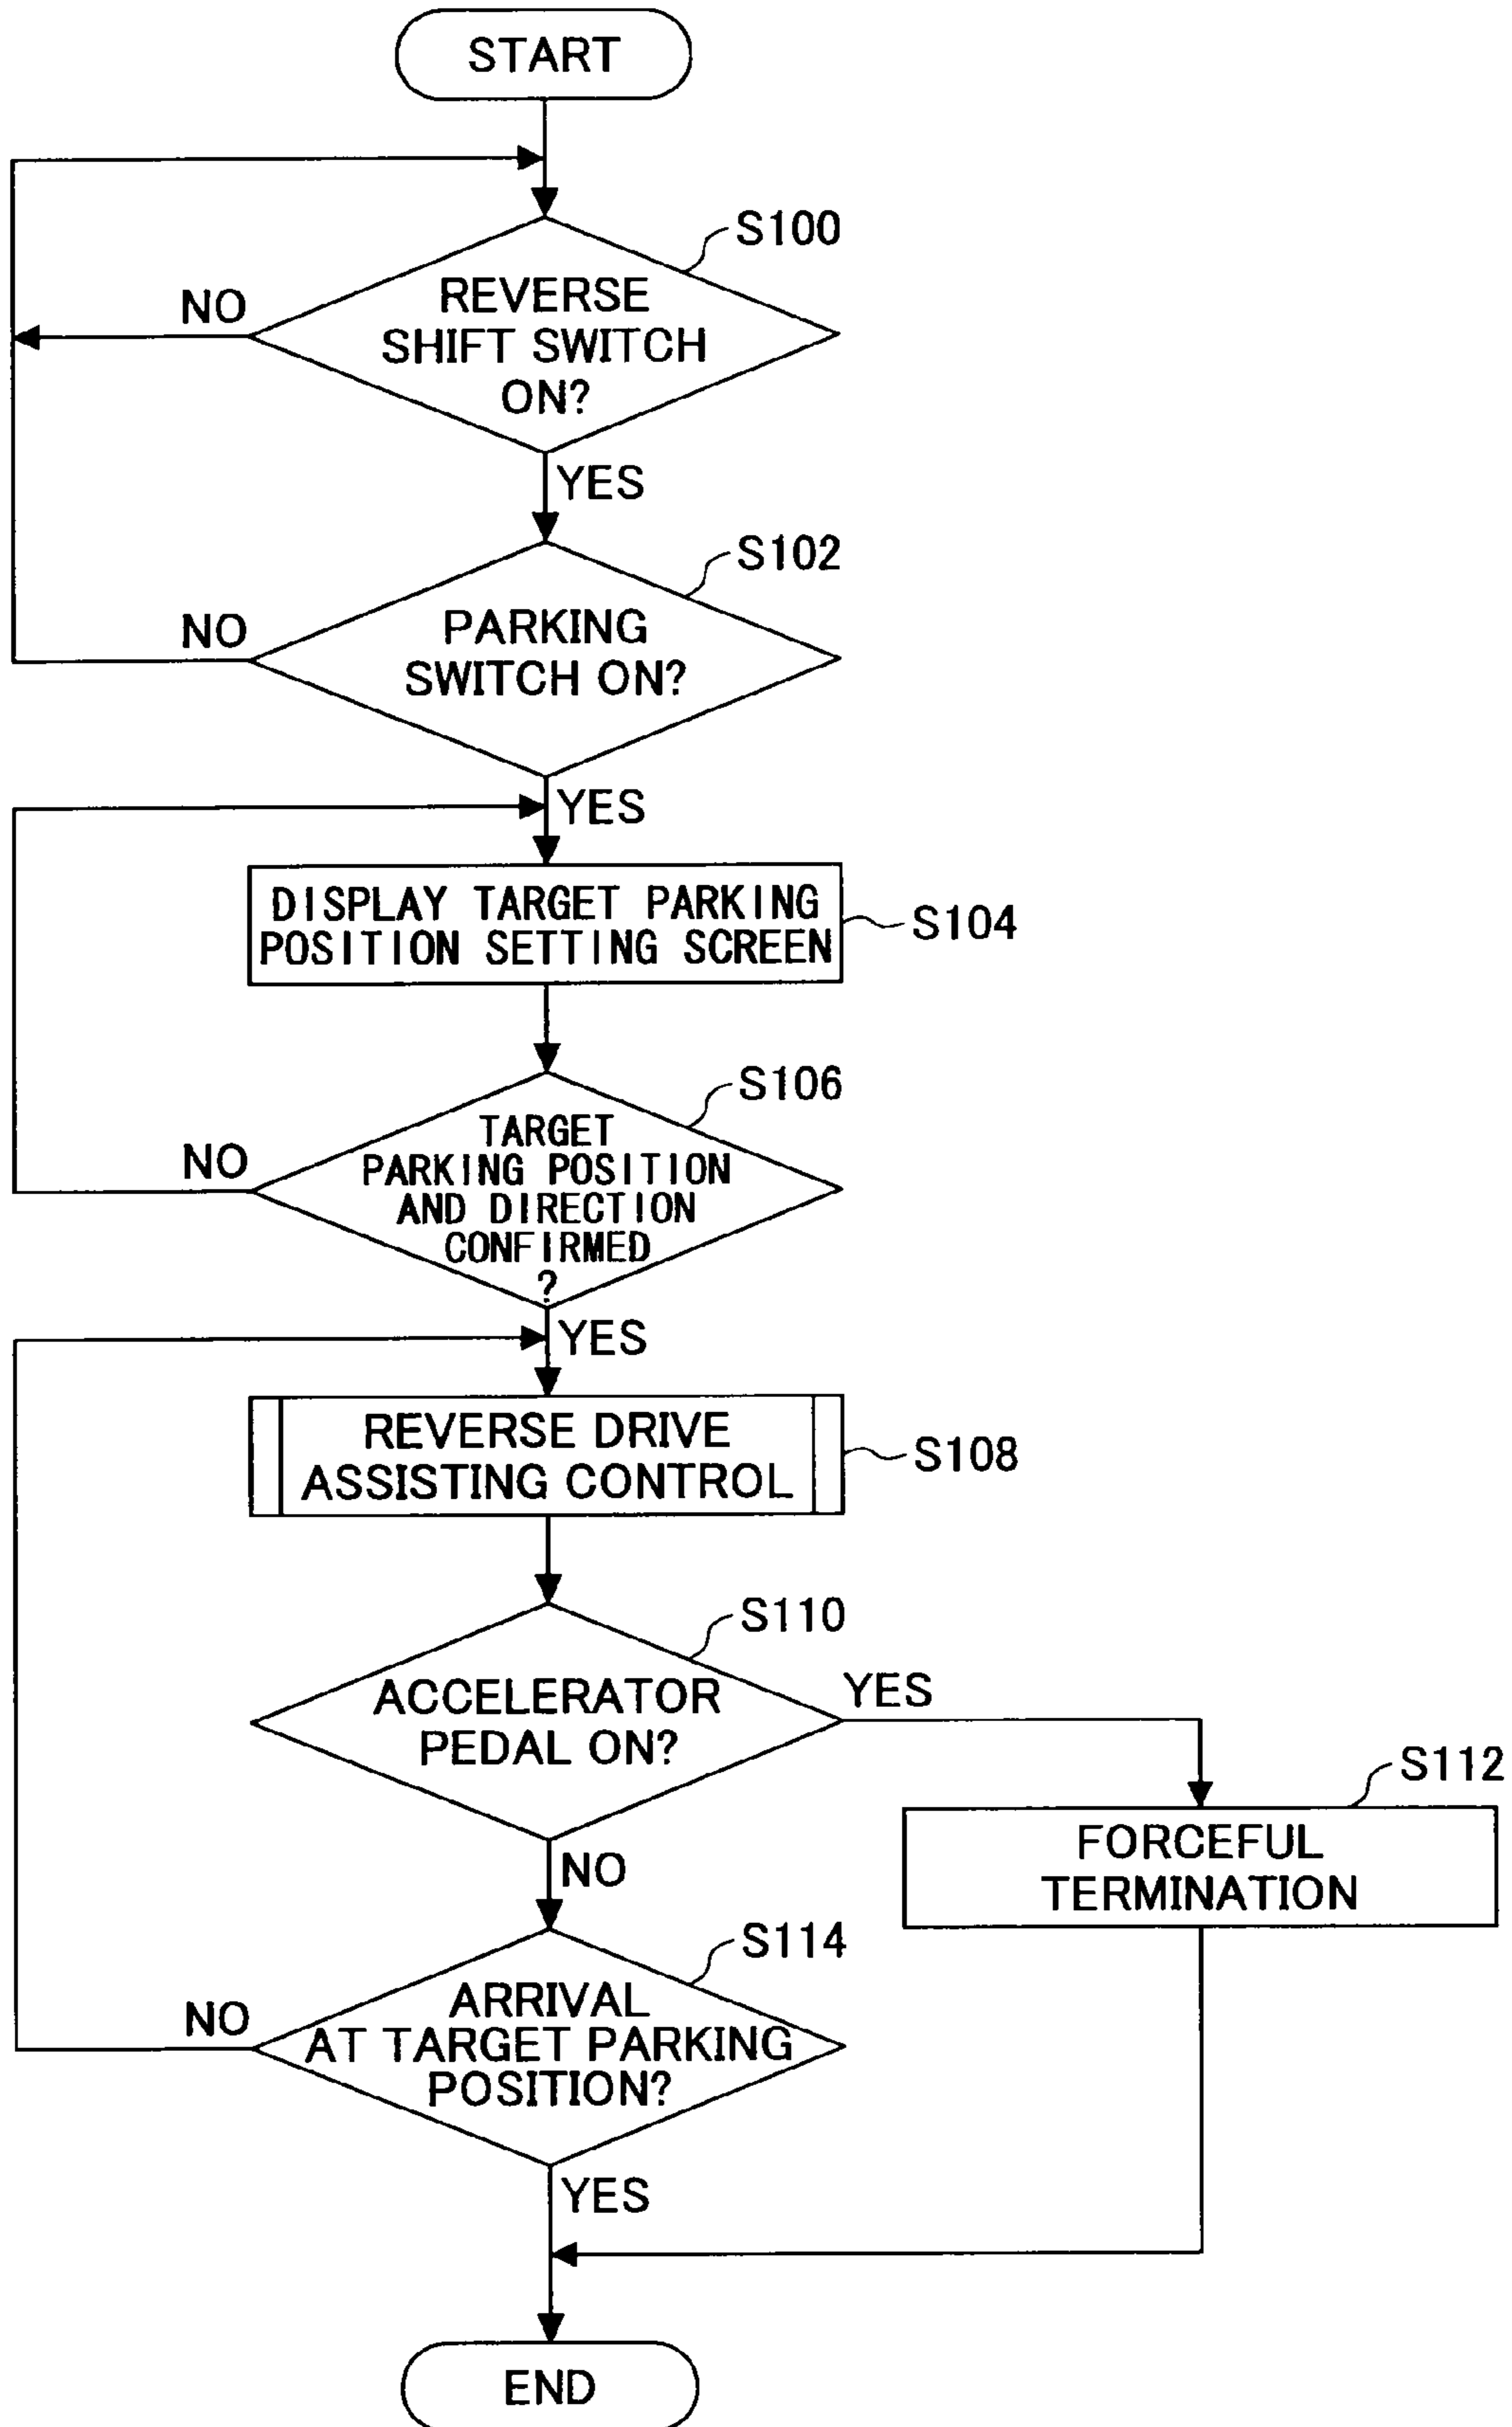 START
S100
REVERSE
SHIFT SWITCH
ON?
NO
YES
S102
PARKING
SWITCH ON?
NO
YES
DISPLAY TARGET PARKING
POSITION SETTING SCREEN
S104
S106
TARGET
PARKING POSITION
AND DIRECTION
CONFIRMED
?
NO
YES
REVERSE DRIVE
ASSISTING CONTROL
S108
S110
ACCELERATOR
PEDAL ON?
YES
S112
FORCEFUL
TERMINATION
NO
S114
ARRIVAL
AT TARGET PARKING
POSITION?
NO
YES
END